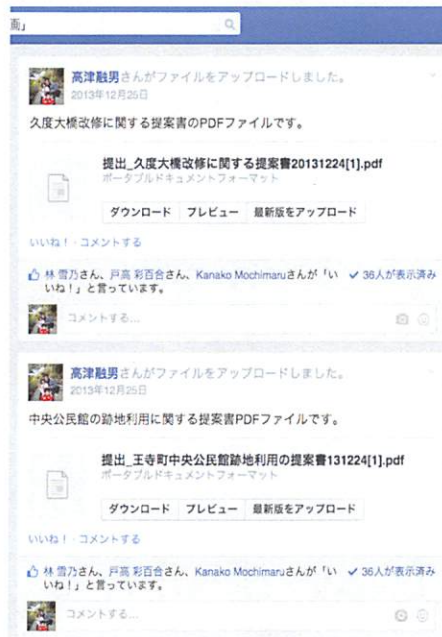 画」
高津融男さんがファイルをアップロードしました。
2013年12月25日
久度大橋改修に関する提案書のPDFファイルです。
提出_久度大橋改修に関する提案書20131224[1].pdf
ポータブルドキュメントフォーマット
ダウンロード プレビュー 最新版をアップロード
いいね！・コメントする
林 雪乃さん、戸高 彩百合さん、Kanako Mochimaruさんが「い ✓ 36人が表示済み
いね！」と言っています。
コメントする...
高津融男さんがファイルをアップロードしました。
2013年12月25日
中央公民館の跡地利用に関する提案書PDFファイルです。
提出_王寺町中央公民館跡地利用の提案書131224[1].pdf
ポータブルドキュメントフォーマット
ダウンロード プレビュー 最新版をアップロード
いいね！・コメントする
林 雪乃さん、戸高 彩百合さん、Kanako Mochimaruさんが「い ✓ 36人が表示済み
いね！」と言っています。
コメントする...